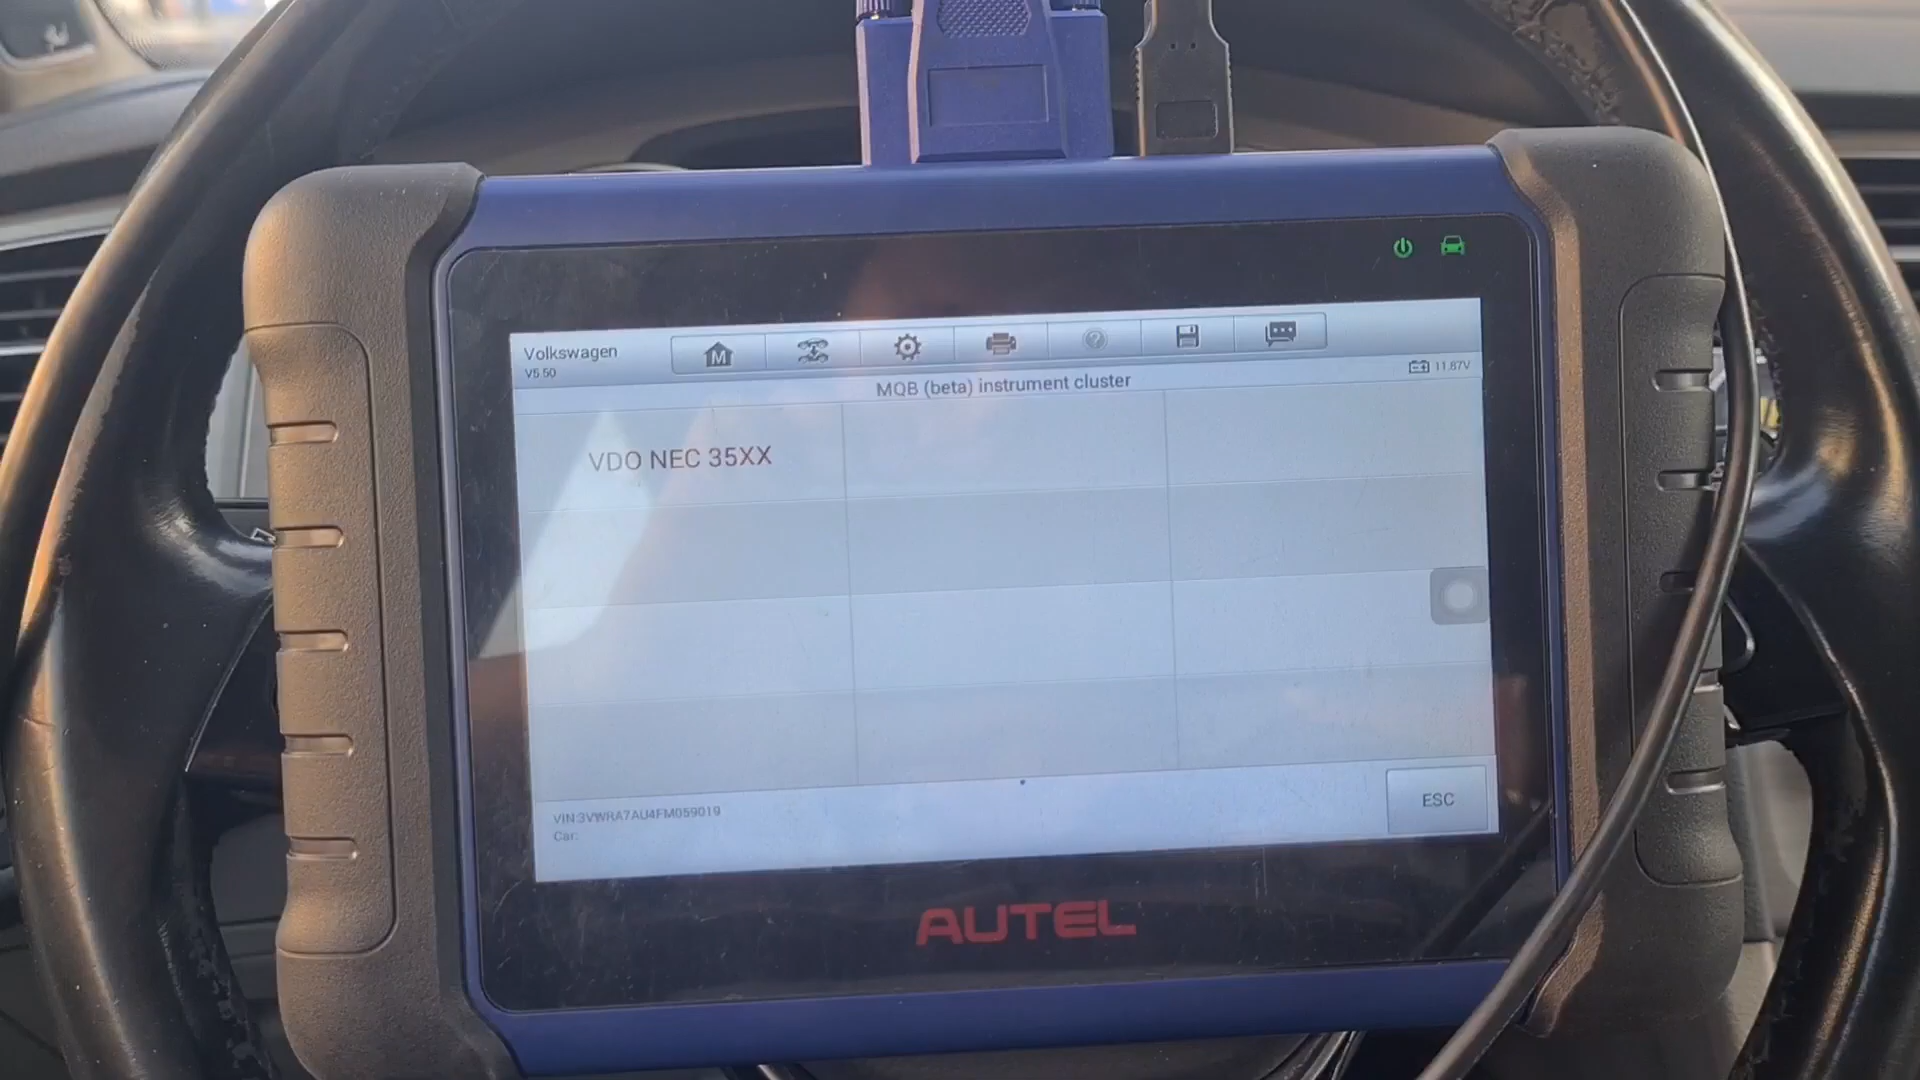 Volkswagen
V5.50
M
11.87V
MQB (beta) instrument cluster
VDO NEC 35XX
VIN:3VWRA7AU4FM059019
Car:
ESC
AUTEL